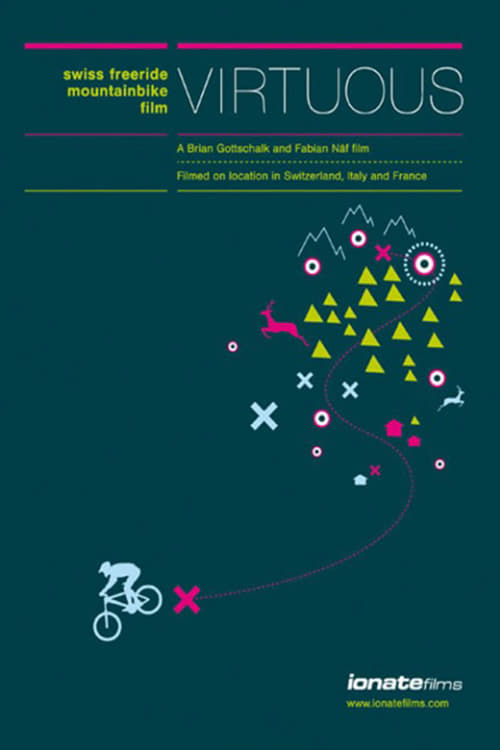 swiss freeride
mountainbike
film
VIRTUOUS
A Brian Gottschalk and Fabian Näf film
Filmed on location in Switzerland, Italy and France
ionatefilms
www.ionatefilms.com